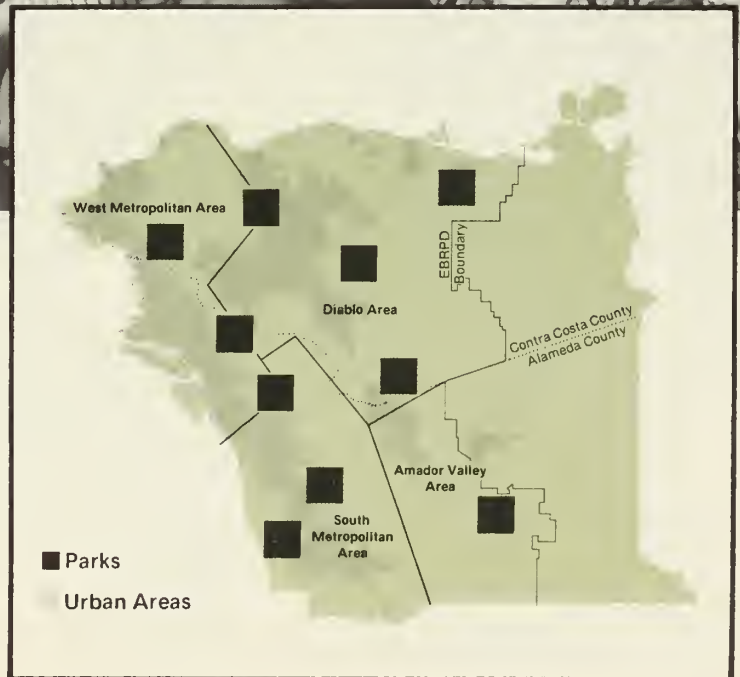 West Metropolitan Area
EBRPD
Boundary
Diablo Area
Contra Costa County
Alameda County
Amador Valley
Area
South
Metropolitan
Area
Parks
Urban Areas